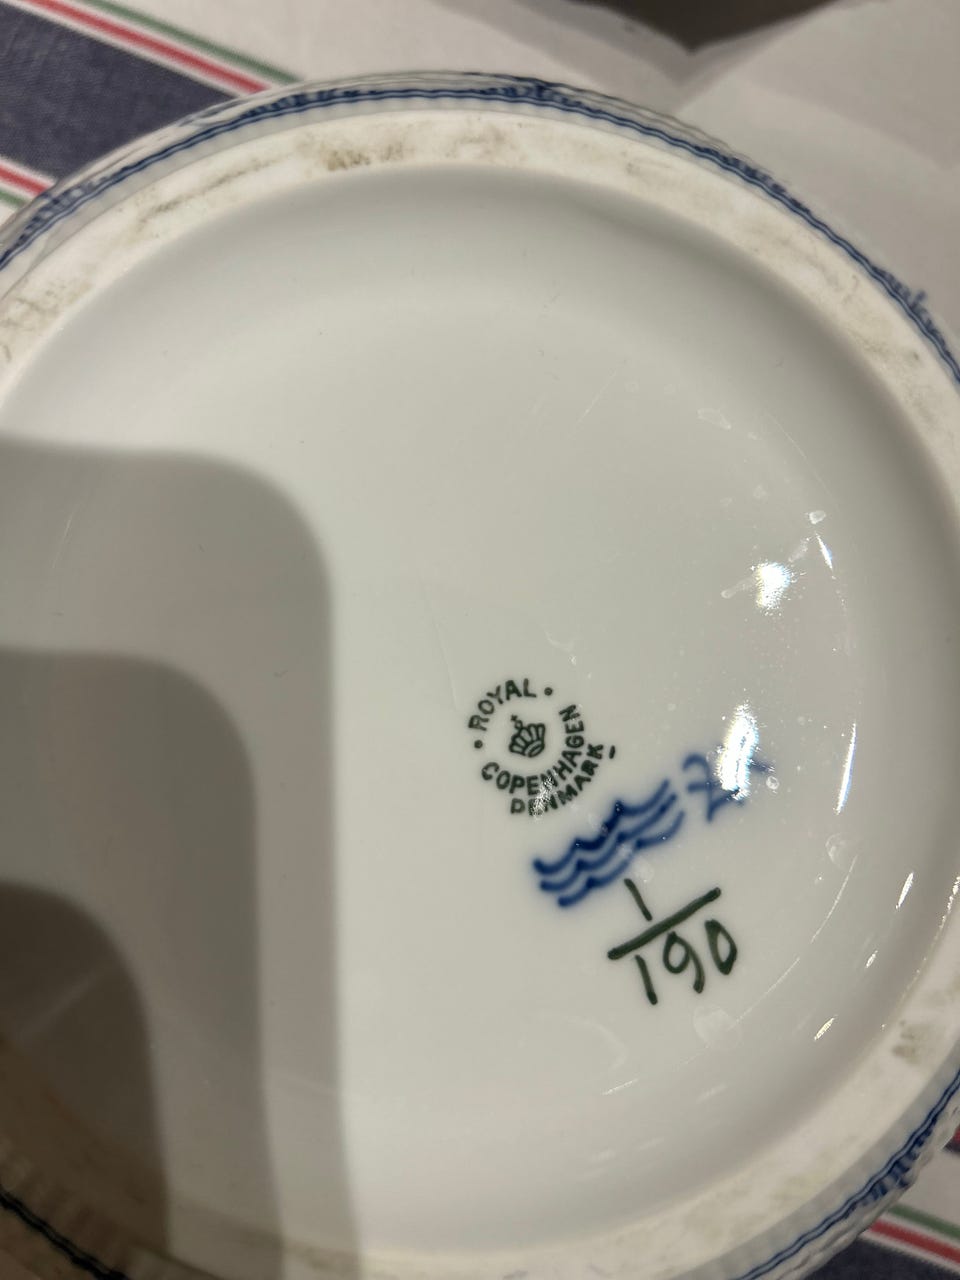 ROYAL
COPENHAGEN
DENMARK
1
190